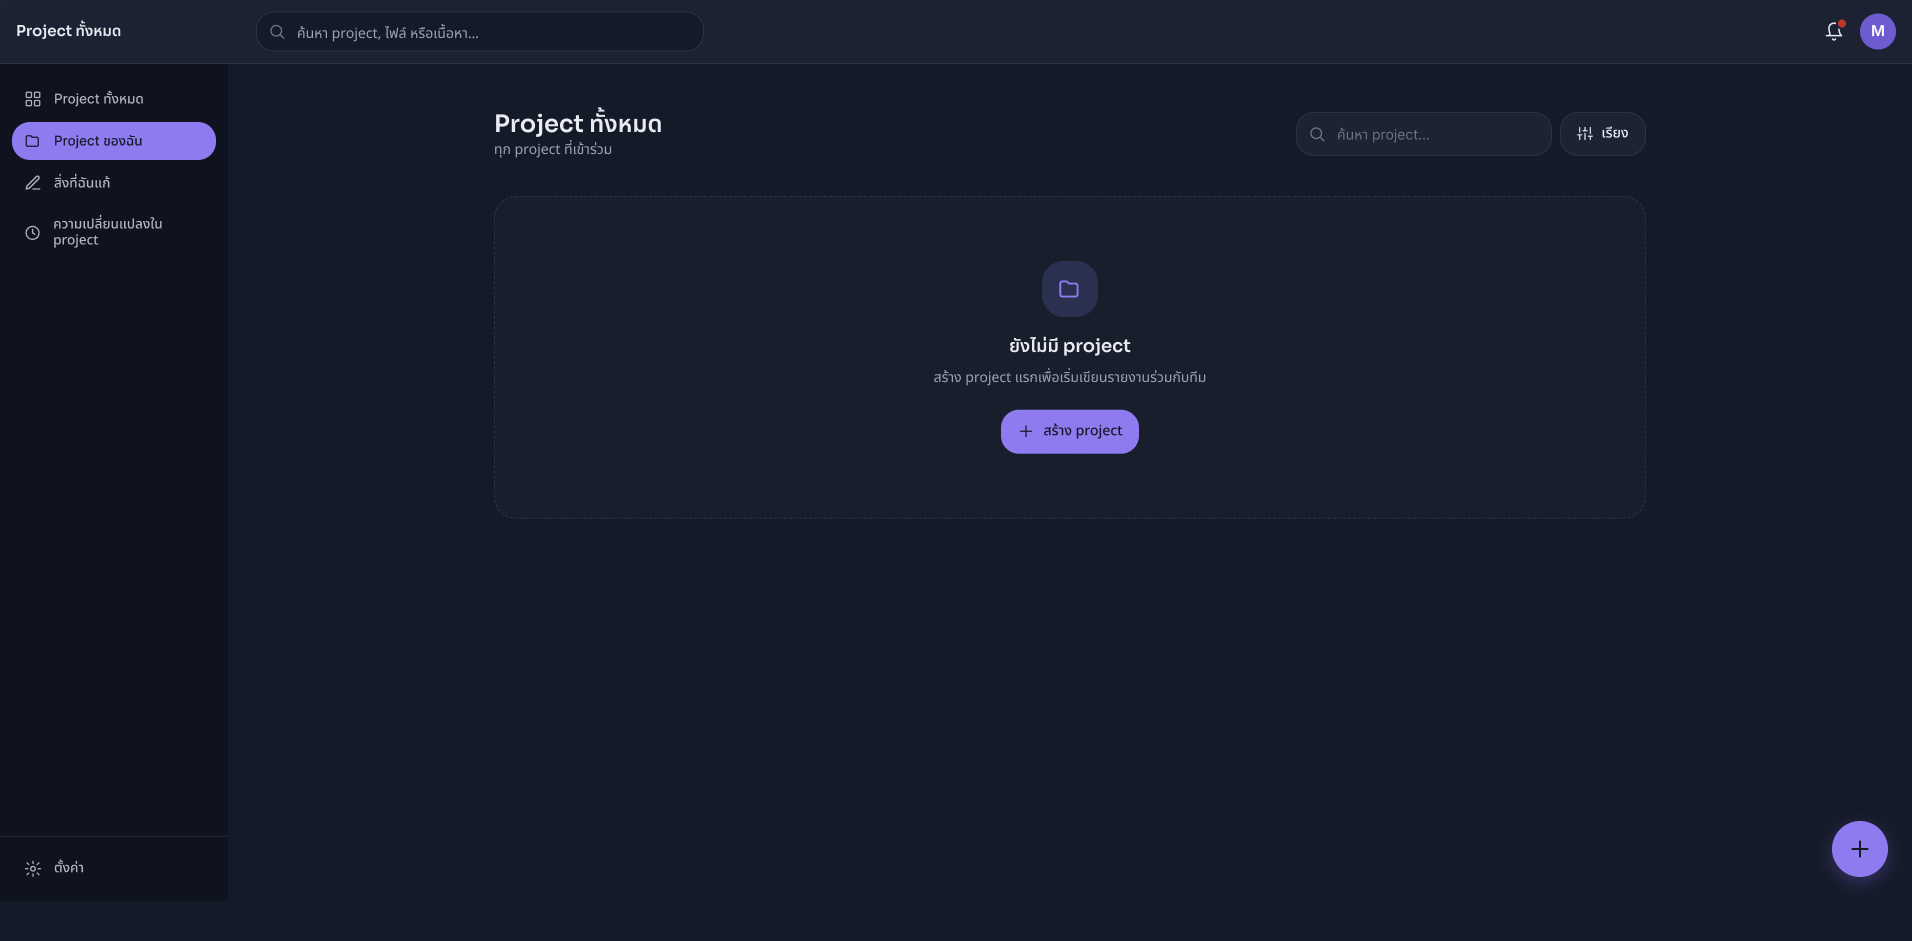 Project ทั้งหมด
ค้นหา project, ไฟล์ หรือเนื้อหา...
M
Project ทั้งหมด
Project ของฉัน
สิ่งที่ฉันแก้
ความเปลี่ยนแปลงใน
project
Project ทั้งหมด
ทุก project ที่เข้าร่วม
ค้นหา project...
เรียง
ยังไม่มี project
สร้าง project แรกเพื่อเริ่มเขียนรายงานร่วมกับทีม
สร้าง project
ตั้งค่า